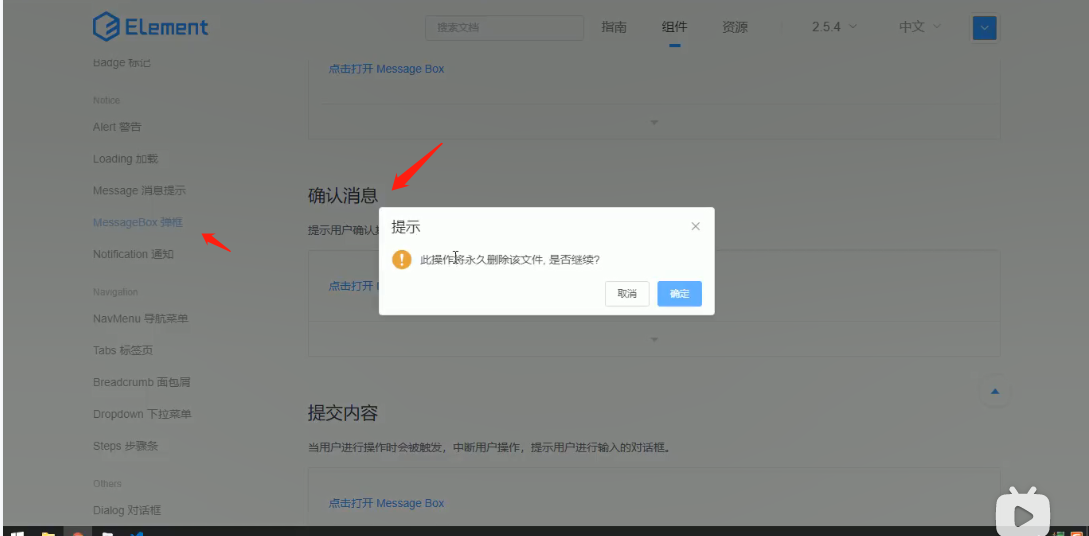 Element
搜索文档
指南
组件
资源
2.5.4
中文
Badge 标记
Notice
Alert 警告
Loading 加载
Message 消息提示
MessageBox 弹框
Notification 通知
Navigation
NavMenu 导航菜单
Tabs 标签页
Breadcrumb 面包屑
Dropdown 下拉菜单
Steps 步骤条
Others
Dialog 对话框
点击打开 Message Box
确认消息
提示用户确认
点击打开
提示
此操作将永久删除该文件, 是否继续?
取消
确定
提交内容
当用户进行操作时会被触发，中断用户操作，提示用户进行输入的对话框。
点击打开 Message Box